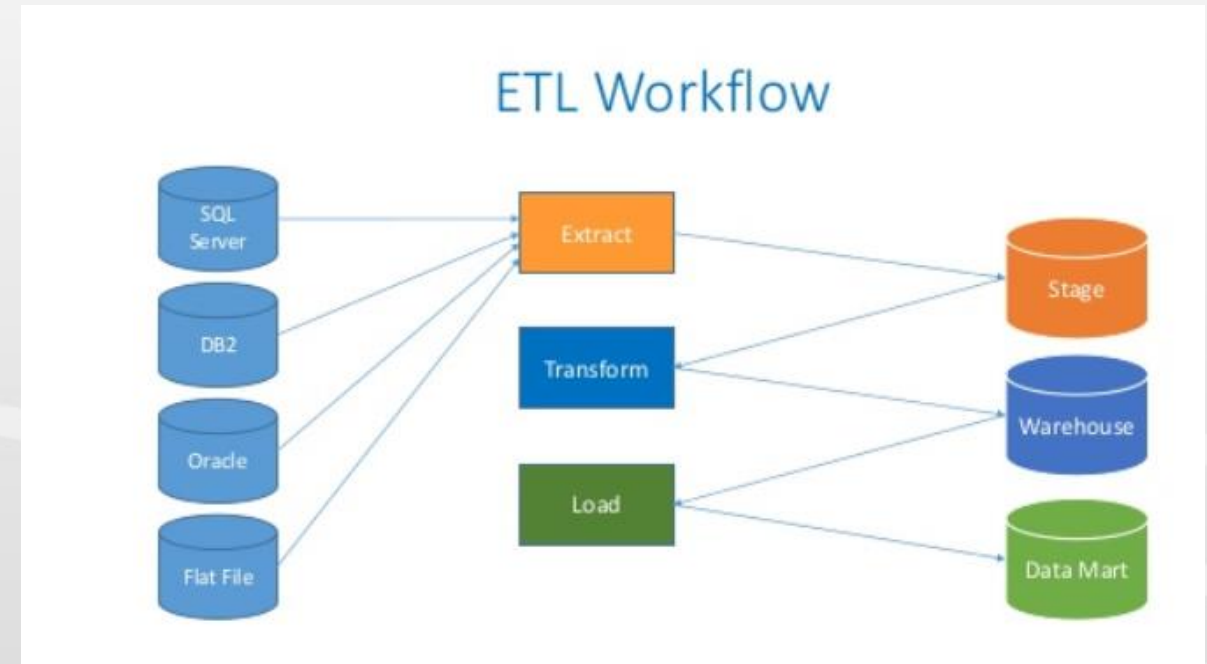 ETL Workflow
SQL
Server
DB2
Oracle
Flat File
Extract
Transform
Load
Stage
Warehouse
Data Mart